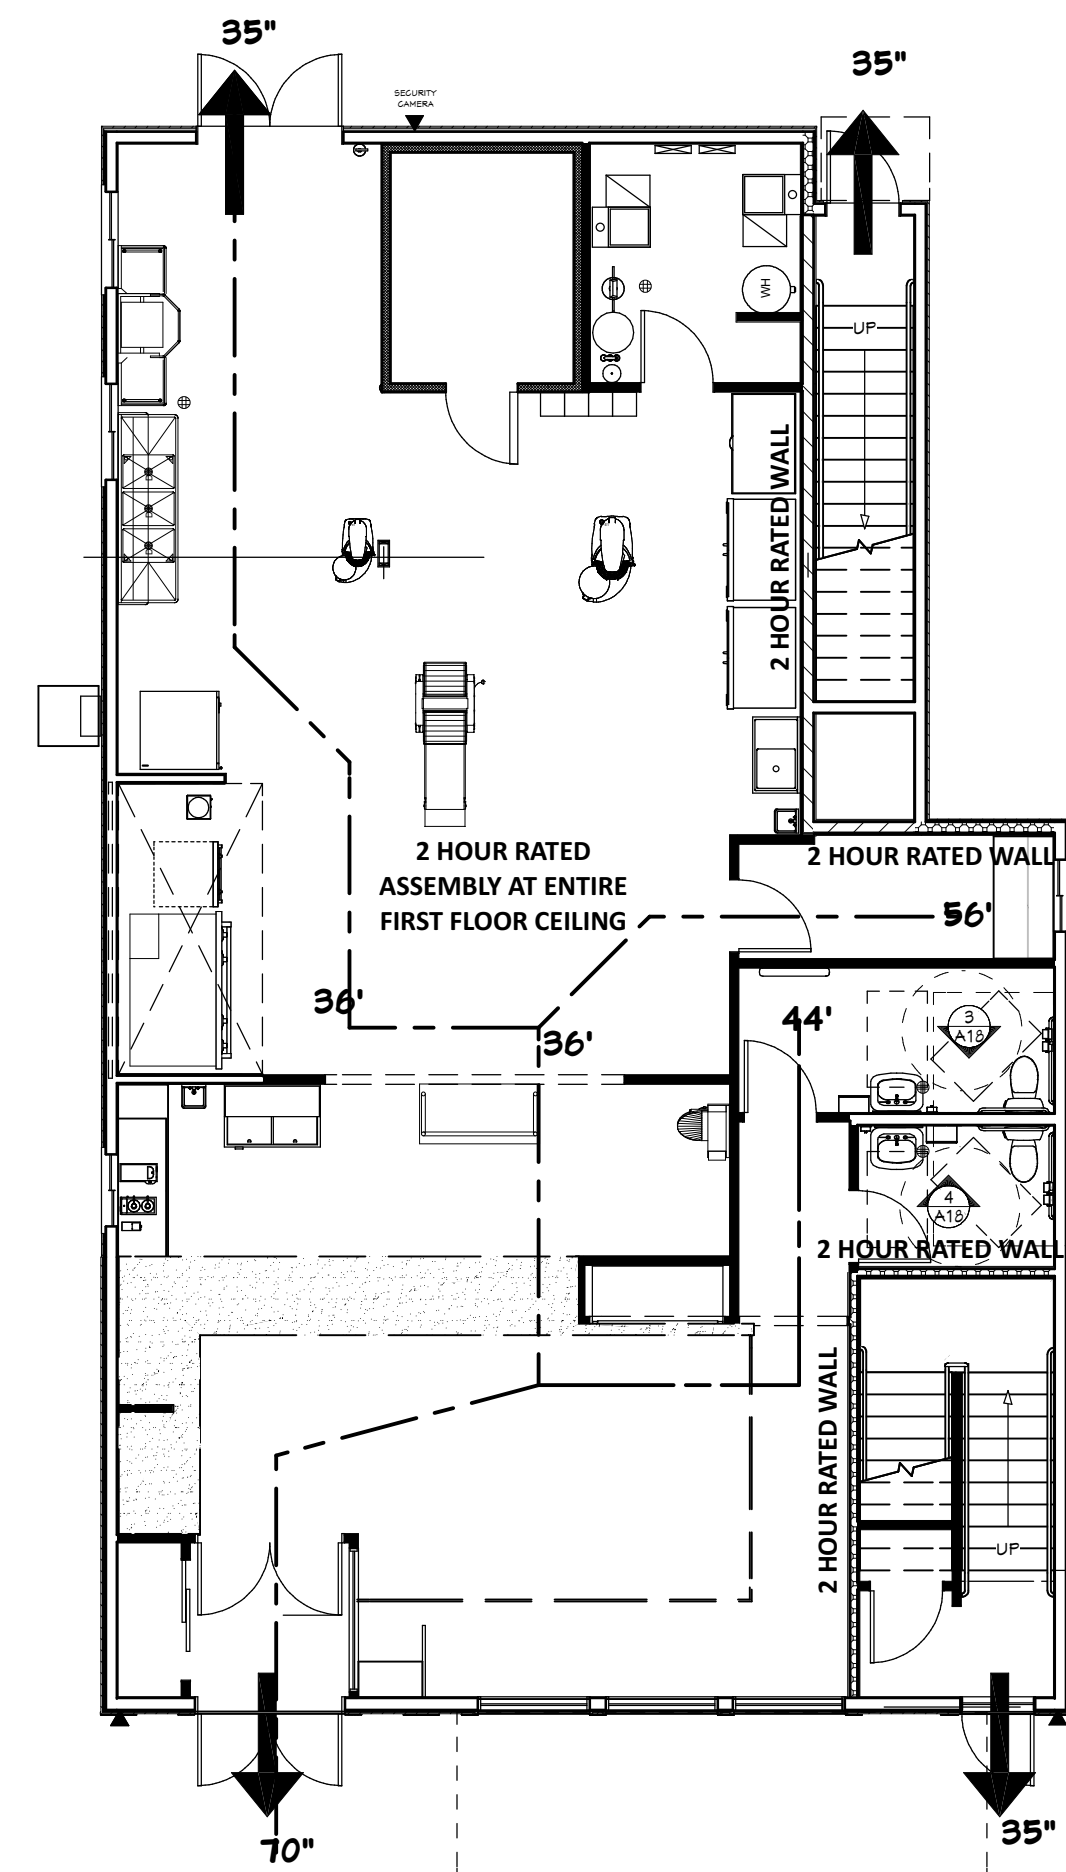 35"
35"
SECURITY
CAMERA
WH
UP
2 HOUR RATED WALL
2 HOUR RATED
ASSEMBLY AT ENTIRE
FIRST FLOOR CEILING
2 HOUR RATED WALL
56'
36'
36'
44'
3
A18
4
A18
2 HOUR RATED WALL
2 HOUR RATED WALL
UP
70"
35"